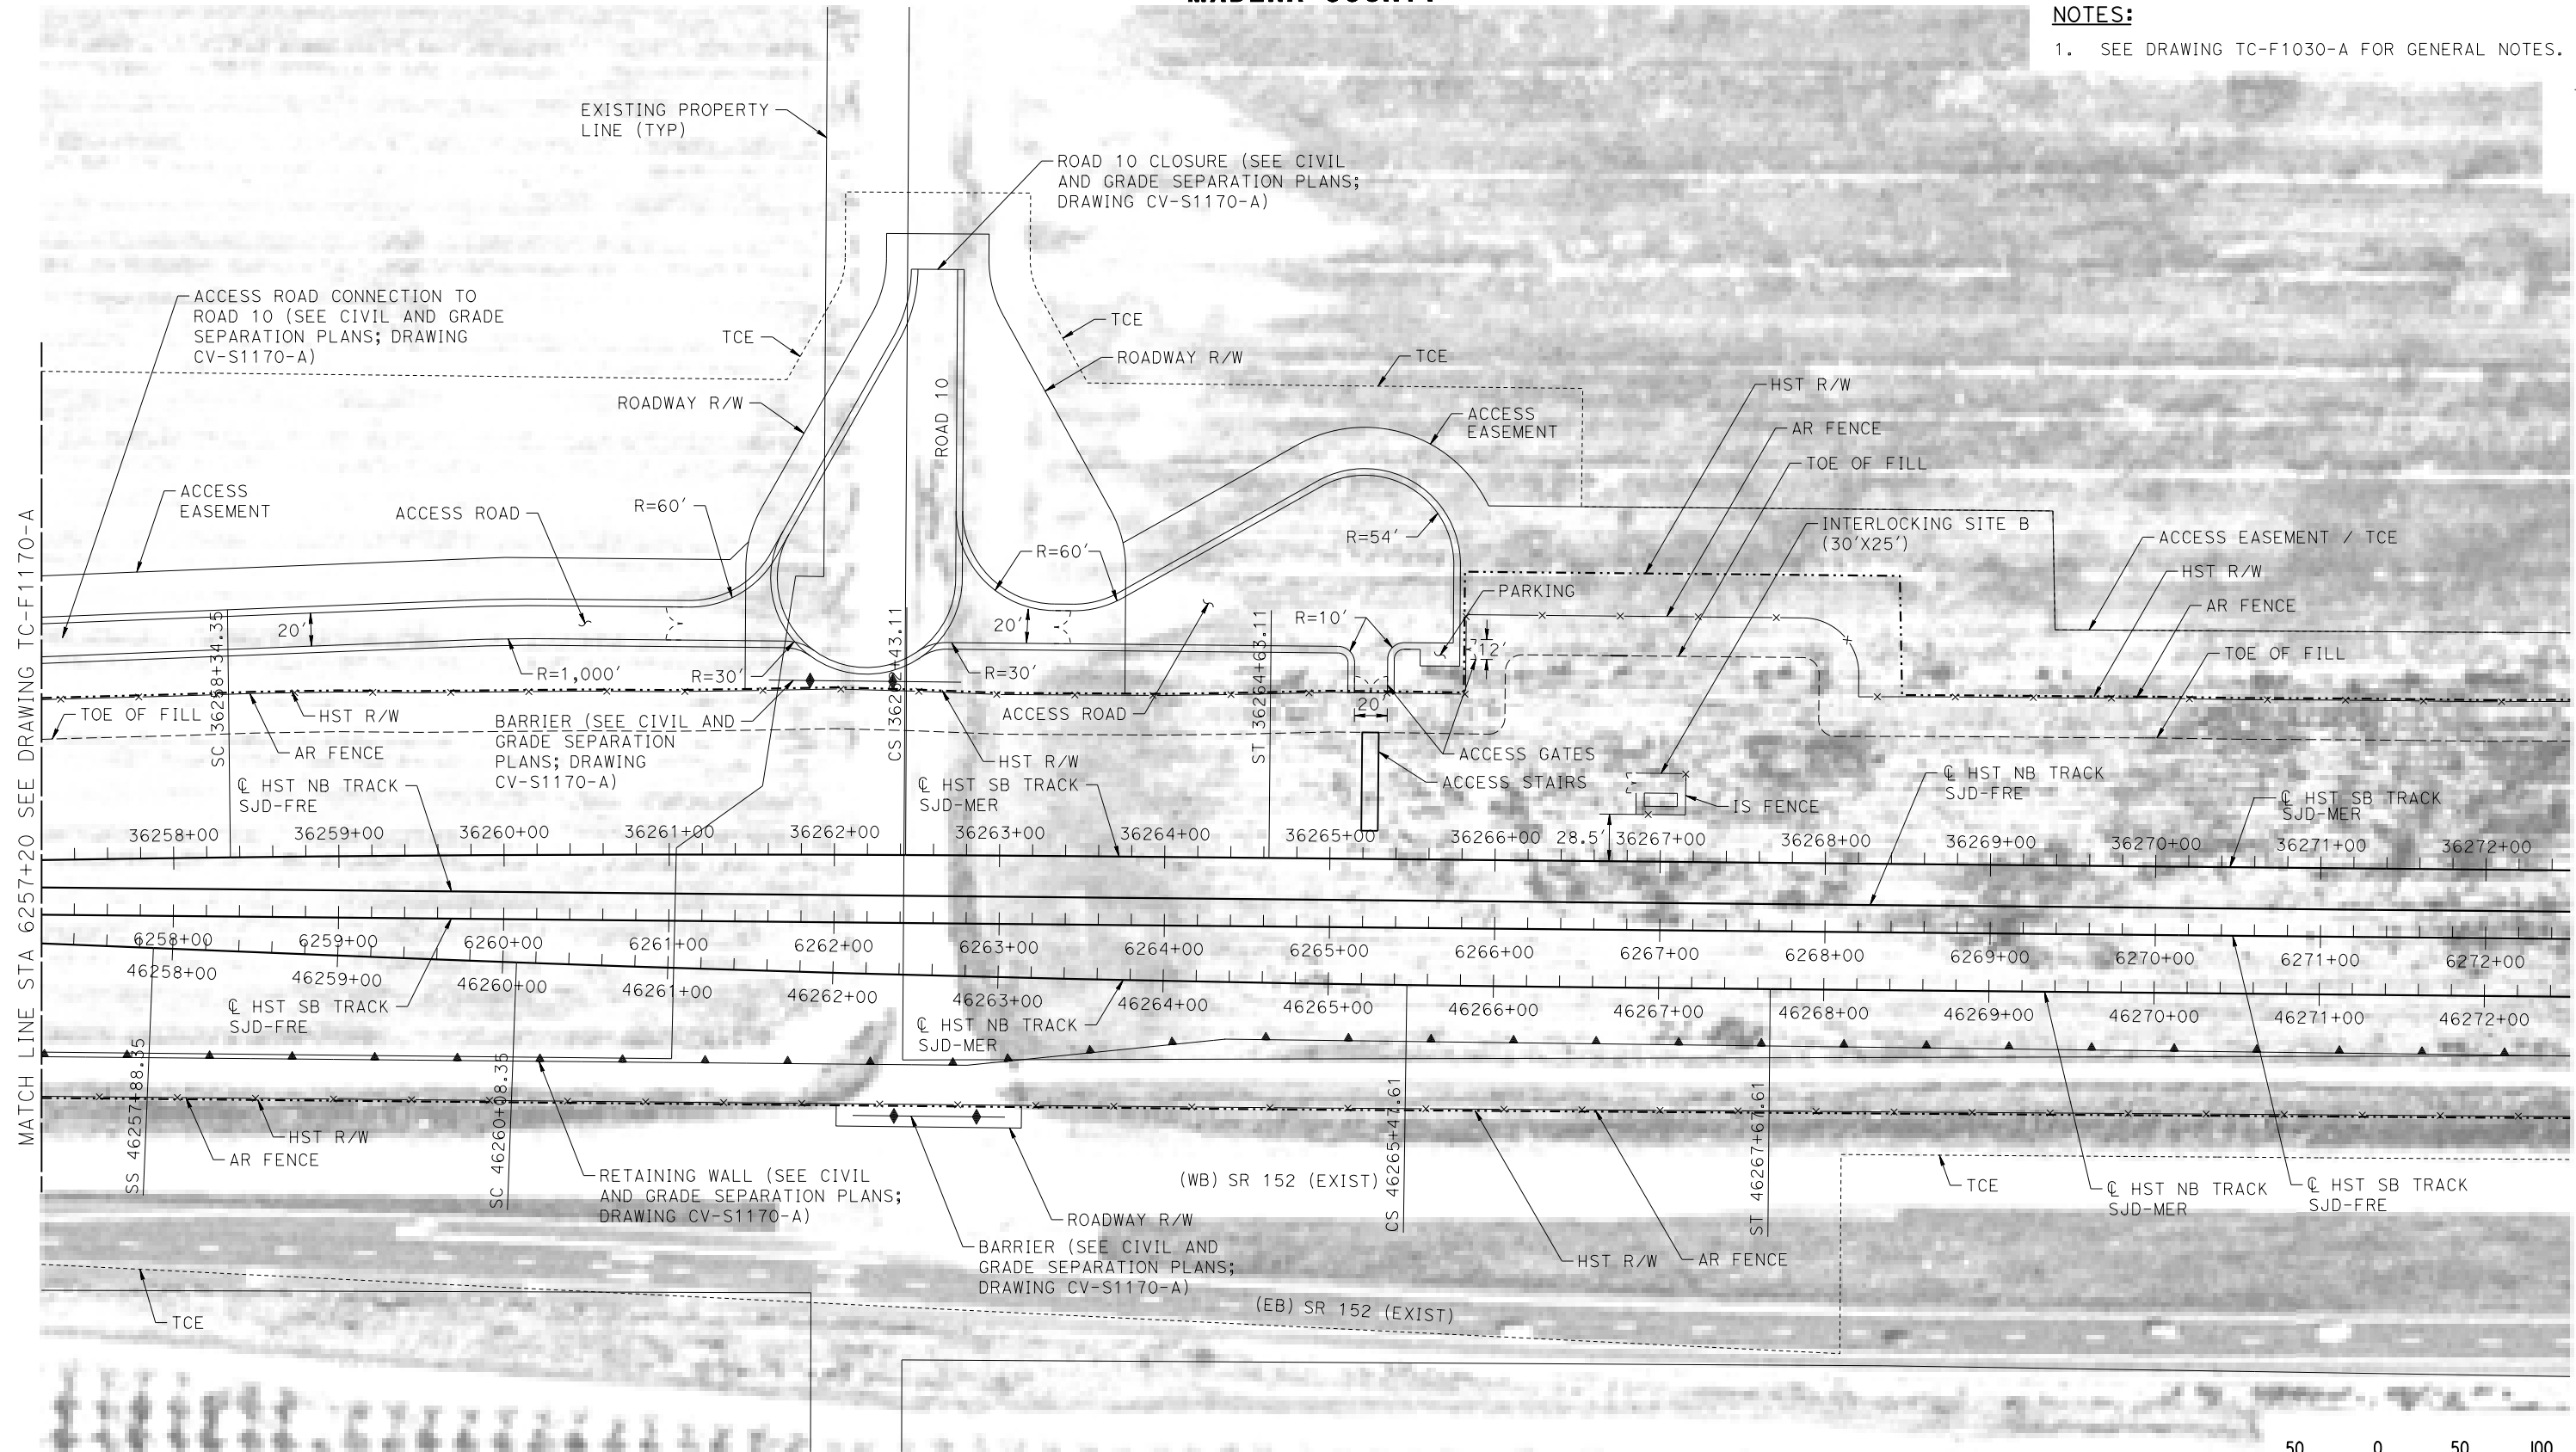 MADERA COUNTY
NOTES:
1. SEE DRAWING TC-F1030-A FOR GENERAL NOTES.
EXISTING PROPERTY
LINE (TYP)
ROAD 10 CLOSURE (SEE CIVIL
AND GRADE SEPARATION PLANS;
DRAWING CV-S1170-A)
ACCESS ROAD CONNECTION TO
ROAD 10 (SEE CIVIL AND GRADE
SEPARATION PLANS; DRAWING
CV-S1170-A)
TCE
TCE
ROADWAY R/W
TCE
ROADWAY R/W
ROAD 10
HST R/W
ACCESS
EASEMENT
AR FENCE
TOE OF FILL
ACCESS
EASEMENT
ACCESS ROAD
R=60'
R=60'
R=54'
INTERLOCKING SITE B
(30'X25')
ACCESS EASEMENT / TCE
HST R/W
AR FENCE
TOE OF FILL
PARKING
R=10'
12'
20'
20'
20'
R=1,000'
R=30'
R=30'
SC 36258+34.35
CS 36262+43.11
ST 36264+63.11
MATCH LINE STA 6257+20 SEE DRAWING TC-F1170-A
TOE OF FILL
HST R/W
AR FENCE
BARRIER (SEE CIVIL AND
GRADE SEPARATION
PLANS; DRAWING
CV-S1170-A)
ACCESS ROAD
HST R/W
ACCESS GATES
ACCESS STAIRS
IS FENCE
28.5'
℄ HST NB TRACK
SJD-FRE
℄ HST SB TRACK
SJD-MER
℄ HST NB TRACK
SJD-FRE
℄ HST SB TRACK
SJD-MER
36258+00 36259+00 36260+00 36261+00 36262+00 36263+00 36264+00 36265+00 36266+00 36267+00 36268+00 36269+00 36270+00 36271+00 36272+00
6258+00 6259+00 6260+00 6261+00 6262+00 6263+00 6264+00 6265+00 6266+00 6267+00 6268+00 6269+00 6270+00 6271+00 6272+00
46258+00 46259+00 46260+00 46261+00 46262+00 46263+00 46264+00 46265+00 46266+00 46267+00 46268+00 46269+00 46270+00 46271+00 46272+00
℄ HST SB TRACK
SJD-FRE
℄ HST NB TRACK
SJD-MER
SS 46257+88.35
SC 46260+08.35
CS 46265+47.61
ST 46267+67.61
HST R/W
AR FENCE
RETAINING WALL (SEE CIVIL
AND GRADE SEPARATION PLANS;
DRAWING CV-S1170-A)
(WB) SR 152 (EXIST)
ROADWAY R/W
BARRIER (SEE CIVIL AND
GRADE SEPARATION PLANS;
DRAWING CV-S1170-A)
HST R/W
AR FENCE
TCE
℄ HST NB TRACK
SJD-MER
℄ HST SB TRACK
SJD-FRE
(EB) SR 152 (EXIST)
TCE
50 0 50 100